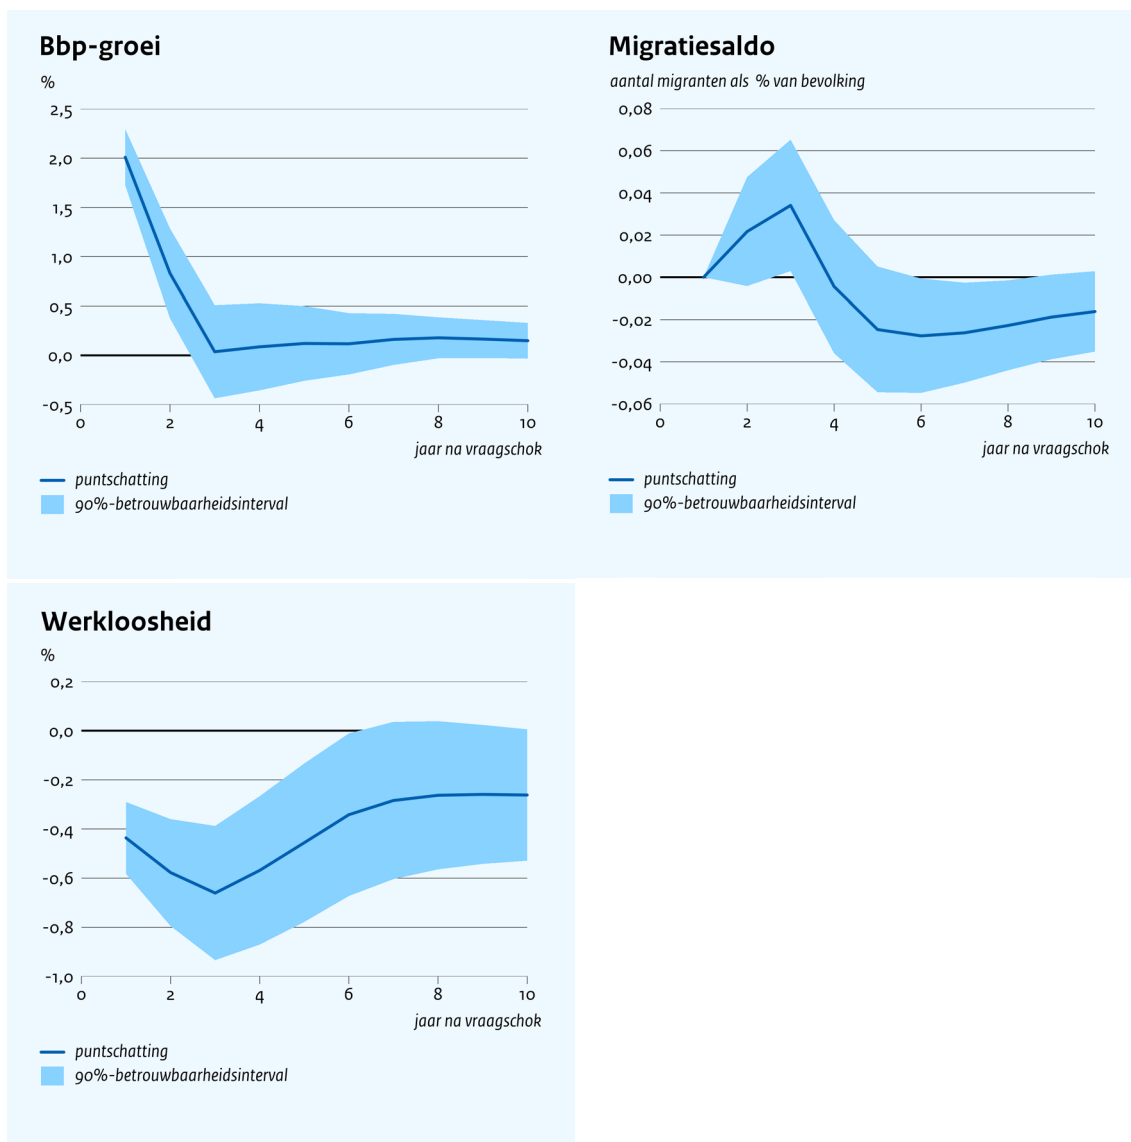 Bbp-groei
%
2,5
2,0
1,5
1,0
0,5
0,0
-0,5
0 2 4 6 8 10
jaar na vraagschok
puntschatting
90%-betrouwbaarheidsinterval
Migratiesaldo
aantal migranten als % van bevolking
0,08
0,06
0,04
0,02
0,00
-0,02
-0,04
-0,06
0 2 4 6 8 10
jaar na vraagschok
puntschatting
90%-betrouwbaarheidsinterval
Werkloosheid
%
0,2
0,0
-0,2
-0,4
-0,6
-0,8
-1,0
0 2 4 6 8 10
jaar na vraagschok
puntschatting
90%-betrouwbaarheidsinterval